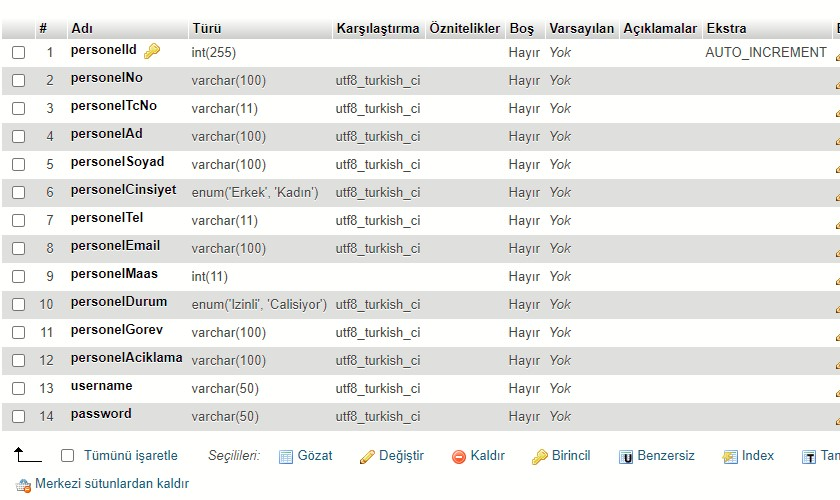 # Adı Türü Karşılaştırma Öznitelikler Boş Varsayılan Açıklamalar Ekstra
1 personelId int(255) Hayır Yok AUTO_INCREMENT
2 personelNo varchar(100) utf8_turkish_ci Hayır Yok
3 personelTcNo varchar(11) utf8_turkish_ci Hayır Yok
4 personelAd varchar(100) utf8_turkish_ci Hayır Yok
5 personelSoyad varchar(100) utf8_turkish_ci Hayır Yok
6 personelCinsiyet enum('Erkek', 'Kadın') utf8_turkish_ci Hayır Yok
7 personelTel varchar(11) utf8_turkish_ci Hayır Yok
8 personelEmail varchar(100) utf8_turkish_ci Hayır Yok
9 personelMaas int(11) Hayır Yok
10 personelDurum enum('Izinli', 'Calisiyor') utf8_turkish_ci Hayır Yok
11 personelGorev varchar(100) utf8_turkish_ci Hayır Yok
12 personelAciklama varchar(100) utf8_turkish_ci Hayır Yok
13 username varchar(50) utf8_turkish_ci Hayır Yok
14 password varchar(50) utf8_turkish_ci Hayır Yok
Tümünü işaretle Seçilileri: Gözat Değiştir Kaldır Birincil Benzersiz Index
Merkezi sütunlardan kaldır